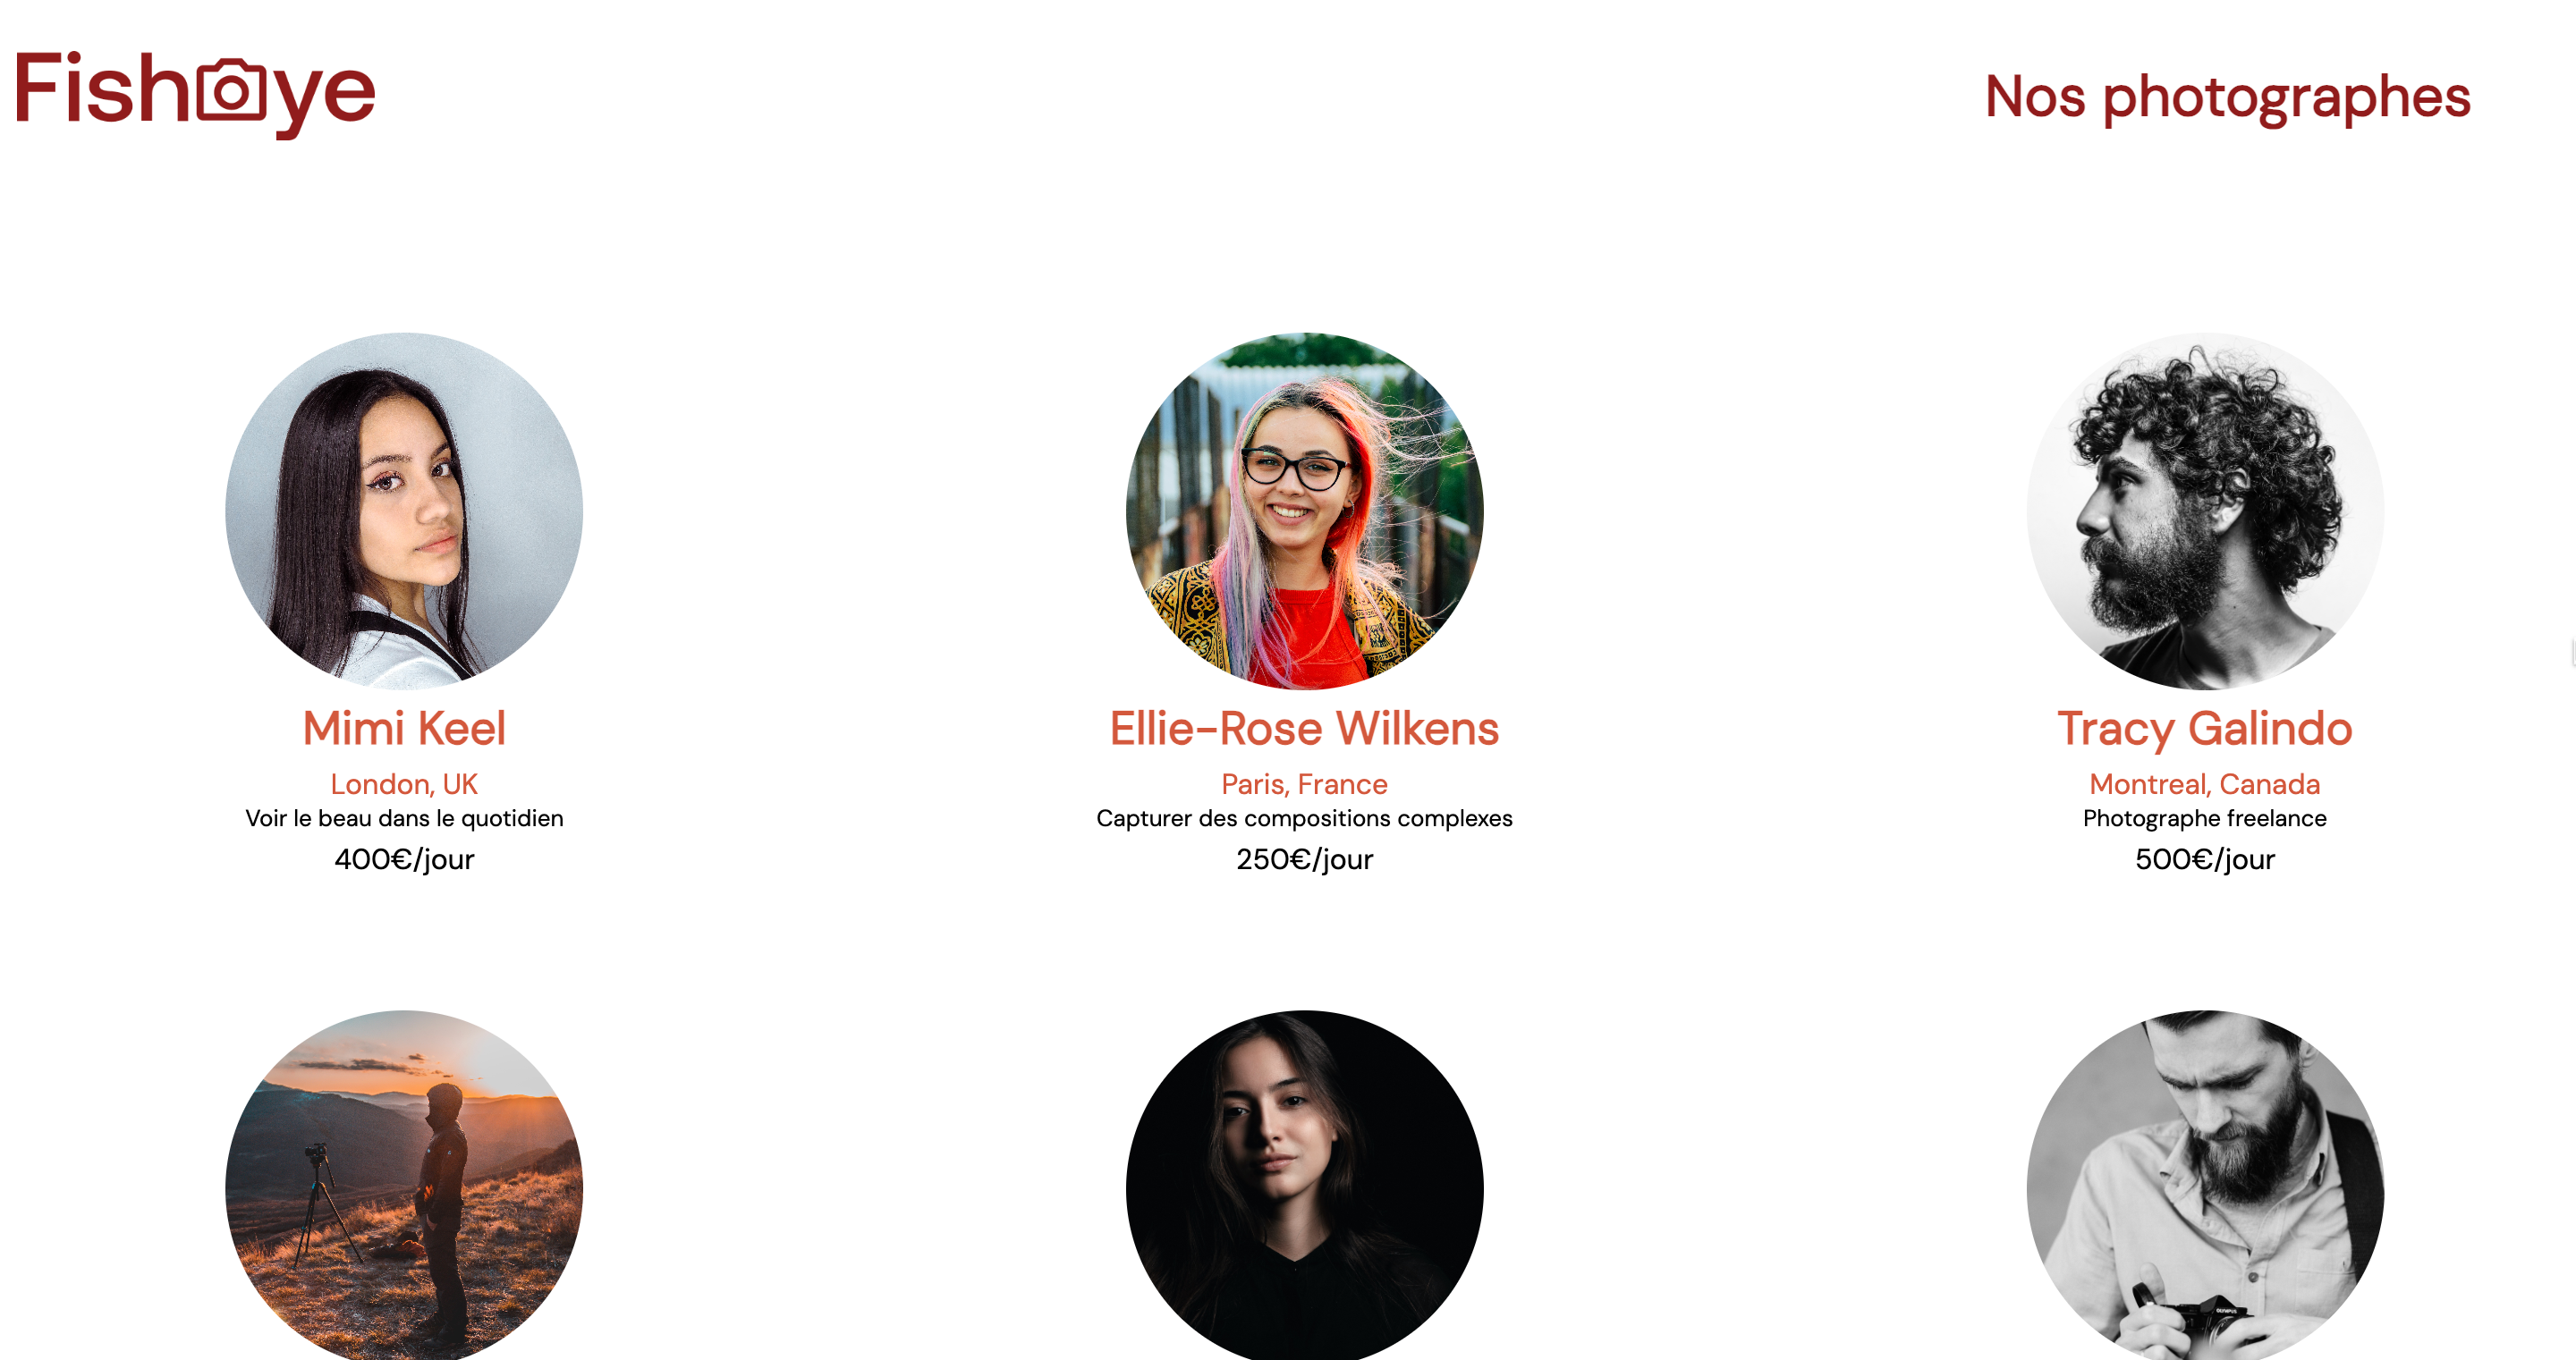 Fisheye
Nos photographes
Mimi Keel
London, UK
Voir le beau dans le quotidien
400€/jour
Ellie-Rose Wilkens
Paris, France
Capturer des compositions complexes
250€/jour
Tracy Galindo
Montreal, Canada
Photographe freelance
500€/jour
OLYMPUS